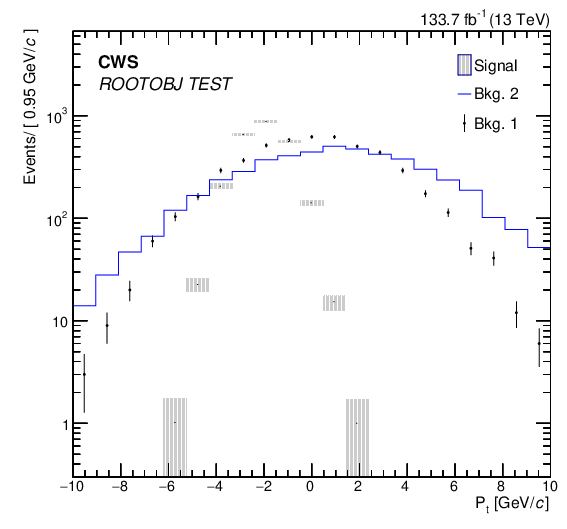 133.7 fb⁻¹ (13 TeV)
CWS
ROOTOBJ TEST
Signal
Bkg. 2
Bkg. 1
Events/ [ 0.95 GeV/c ]
10³
10²
10
1
−10 −8 −6 −4 −2 0 2 4 6 8 10
Pₜ [GeV/c]